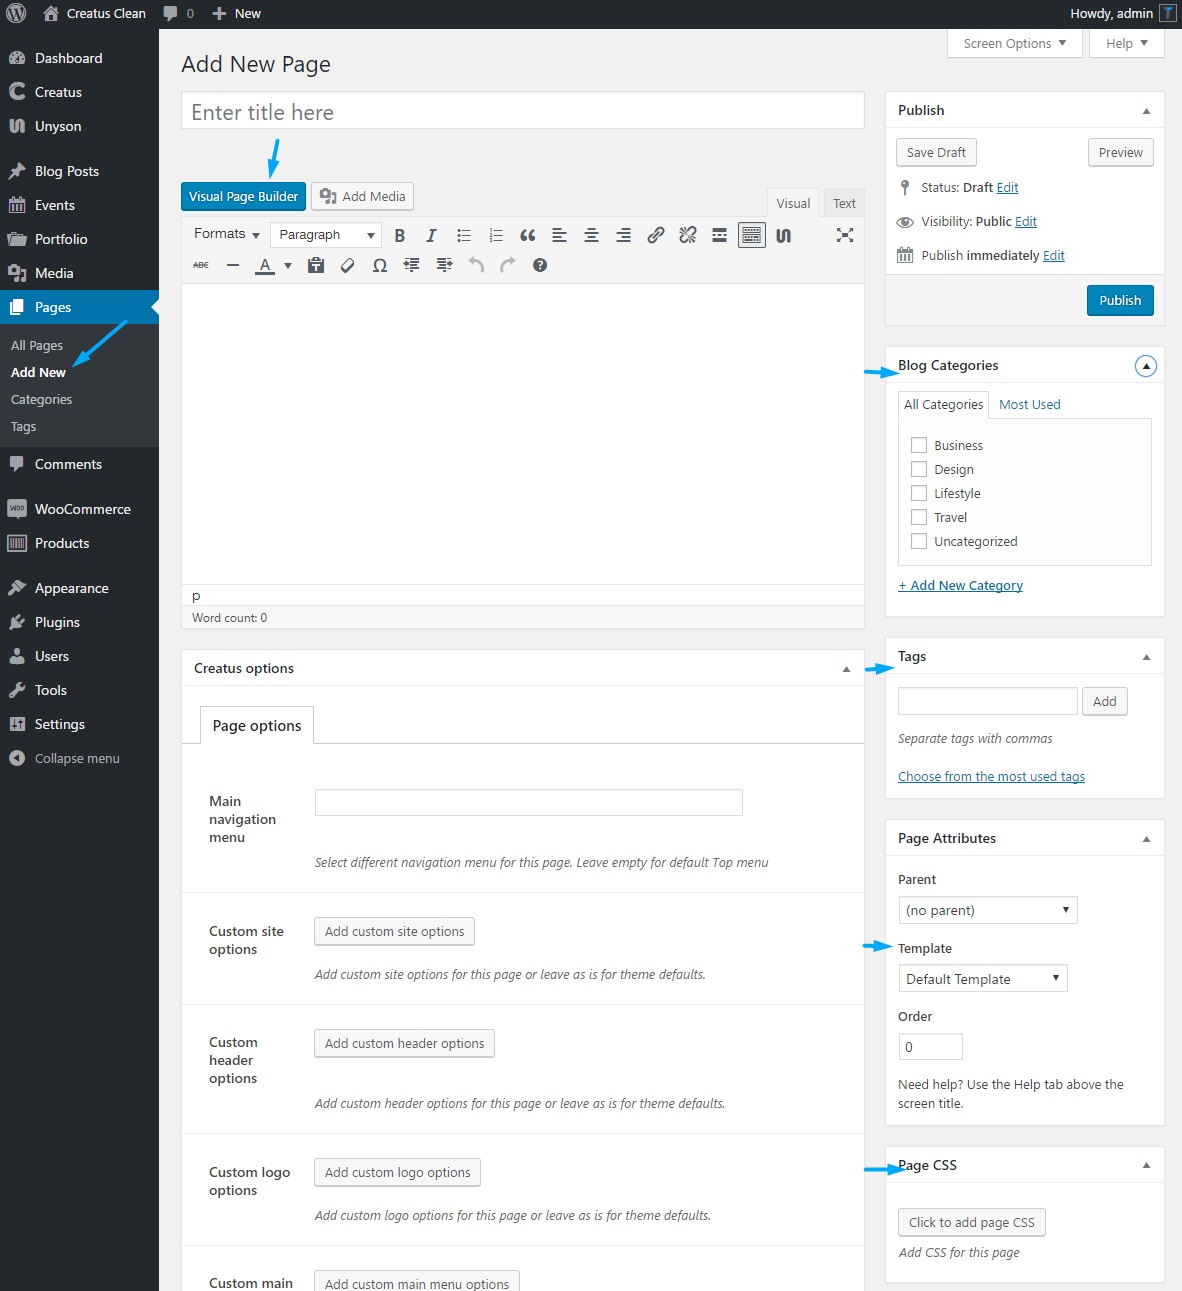 Creatus Clean 0 New Howdy, admin
Dashboard
Creatus
Unyson
Blog Posts
Events
Portfolio
Media
Pages
All Pages
Add New
Categories
Tags
Comments
WooCommerce
Products
Appearance
Plugins
Users
Tools
Settings
Collapse menu
Screen Options Help
Add New Page
Enter title here
Visual Page Builder Add Media
Visual Text
Formats Paragraph B I
ABC A Ω
p
Word count: 0
Creatus options
Page options
Main
navigation
menu
Select different navigation menu for this page. Leave empty for default Top menu
Custom site
options
Add custom site options
Add custom site options for this page or leave as is for theme defaults.
Custom
header
options
Add custom header options
Add custom header options for this page or leave as is for theme defaults.
Custom logo
options
Add custom logo options
Add custom logo options for this page or leave as is for theme defaults.
Custom main
Add custom main menu options
Publish
Save Draft Preview
Status: Draft Edit
Visibility: Public Edit
Publish immediately Edit
Publish
Blog Categories
All Categories Most Used
Business
Design
Lifestyle
Travel
Uncategorized
+ Add New Category
Tags
Add
Separate tags with commas
Choose from the most used tags
Page Attributes
Parent
(no parent)
Template
Default Template
Order
0
Need help? Use the Help tab above the
screen title.
Page CSS
Click to add page CSS
Add CSS for this page